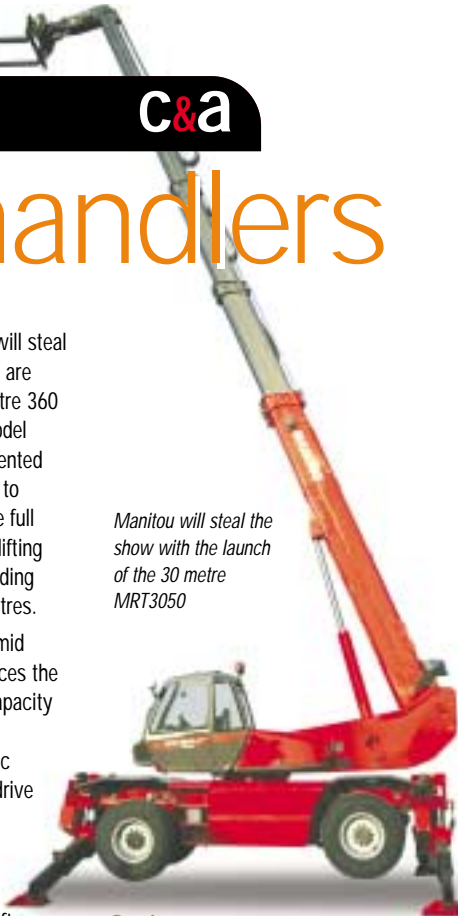 c&a
handlers
will steal
are
tre 360
odel
ented
to
e full
lifting
ding
tres.
mid
ces the
apacity
c
drive
Manitou will steal the
show with the launch
of the 30 metre
MRT3050